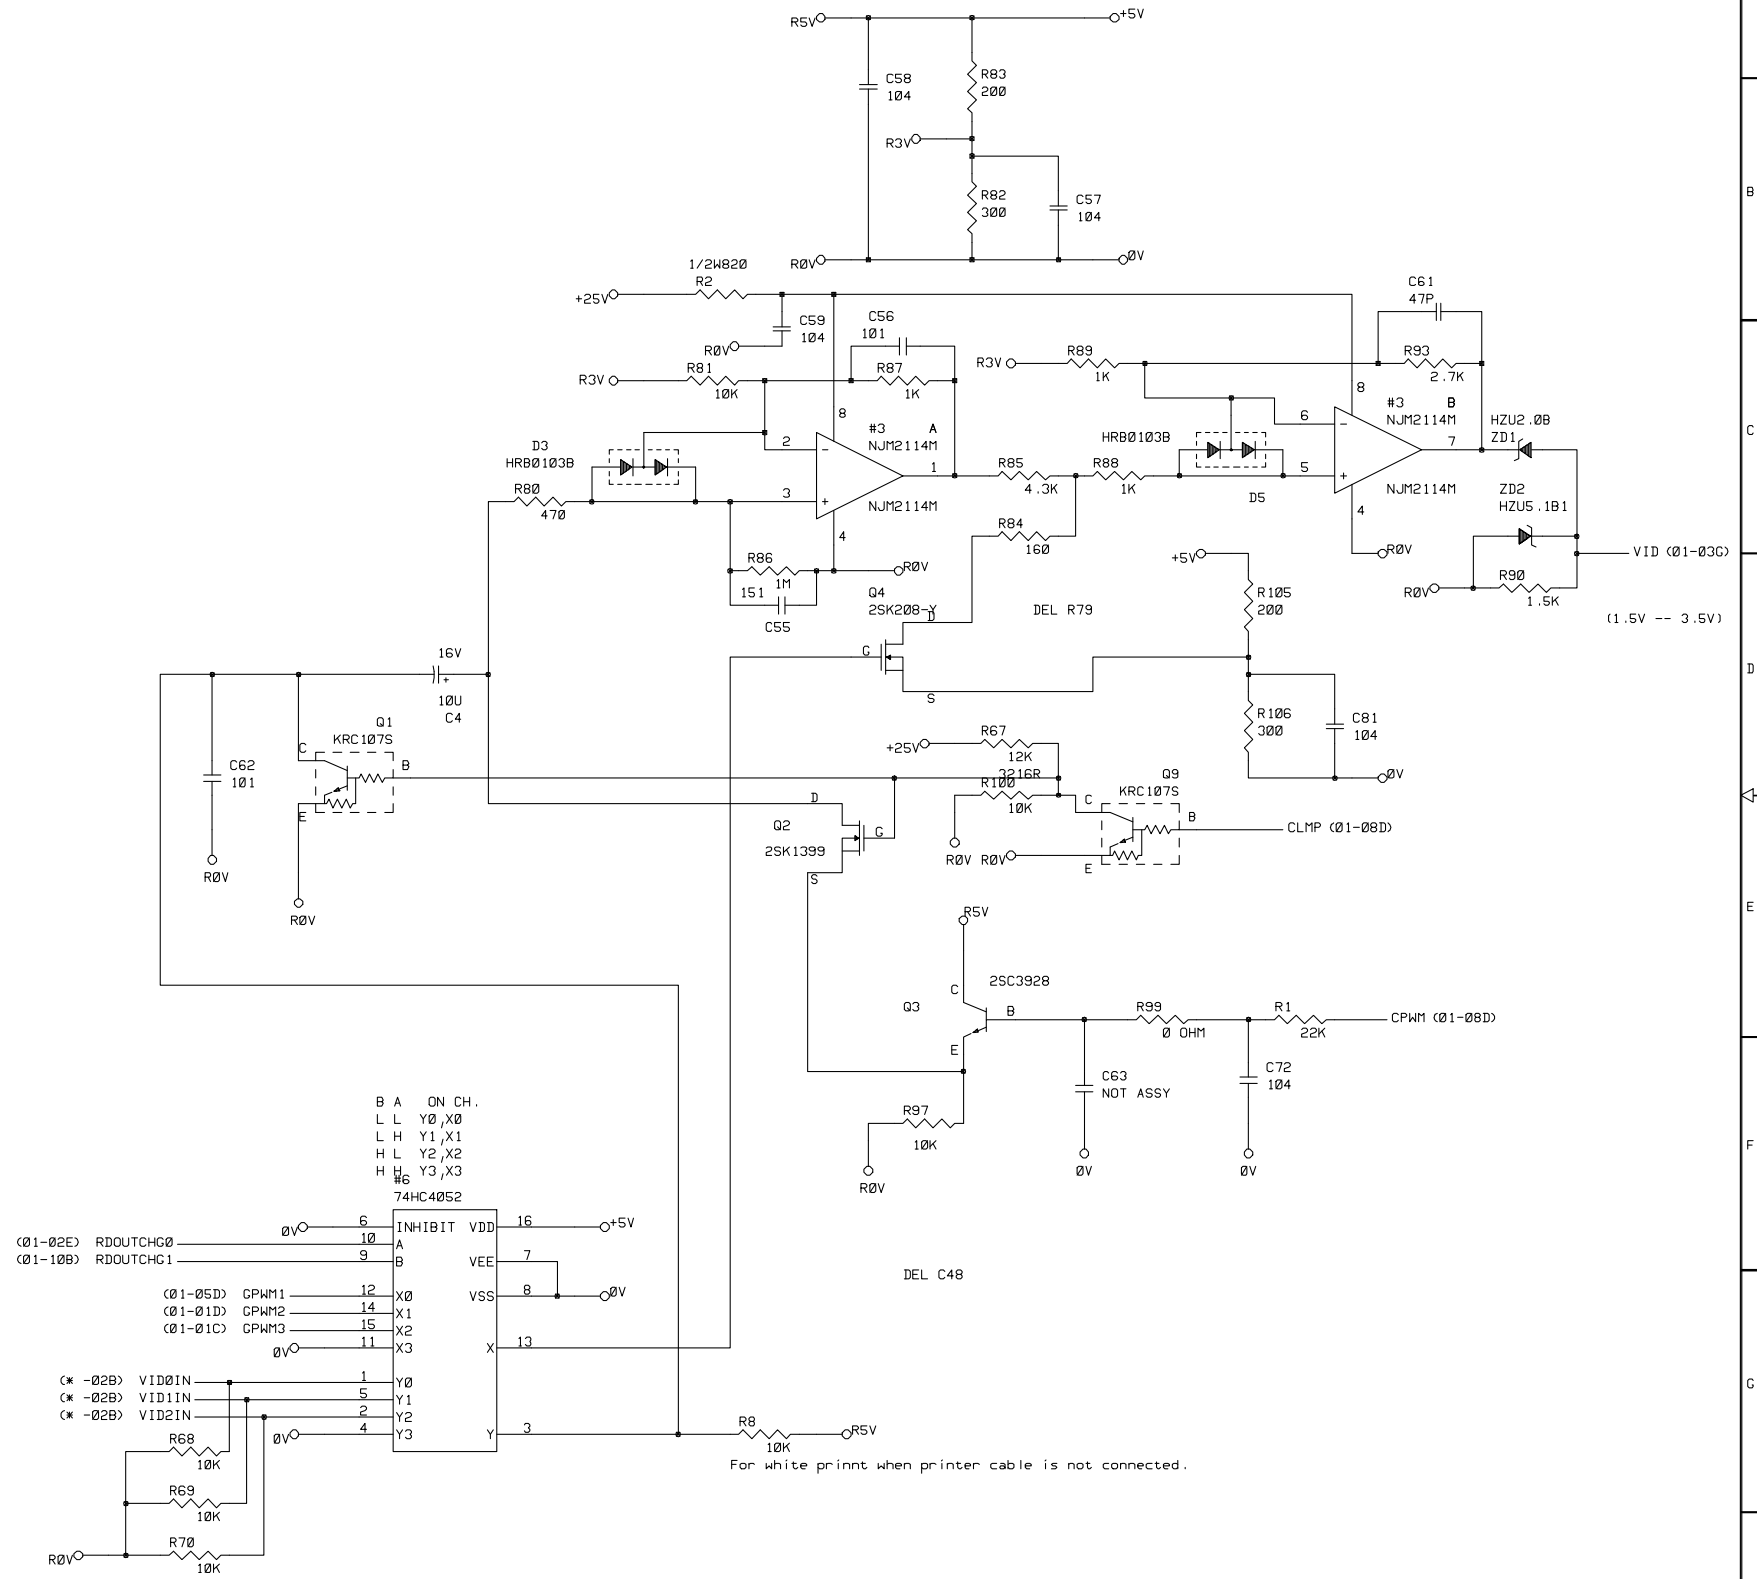 R5V
+5V
C58
104
R83
200
R3V
R82
300
C57
104
B
R0V
0V
1/2W820
R2
+25V
C61
47P
C59
104
C56
101
R0V
R3V
R81
10K
R87
1K
R3V
R89
1K
R93
2.7K
8
8
#3 A
NJM2114M
#3 B
NJM2114M
HZU2.0B
ZD1
C
D3
HRB0103B
2
HRB0103B
6
7
1
5
R80
470
3
R85
4.3K
R88
1K
D5
NJM2114M
NJM2114M
ZD2
HZU5.1B1
4
4
R84
160
R86
1M
R0V
+5V
R0V
VID (01-03G)
151
C55
Q4
2SK208-Y
DEL R79
R105
200
R0V
R90
1.5K
(1.5V -- 3.5V)
D
G
S
16V
10U
C4
D
Q1
KRC107S
R106
300
C81
104
C
B
E
C62
101
+25V
R67
12K
3216R
R100
10K
Q9
KRC107S
0V
D
Q2
2SK1399
G
S
C
B
E
CLMP (01-08D)
R0V
R0V
R0V
R0V
E
R5V
C
2SC3928
Q3
B
E
R99
0 OHM
R1
22K
CPWM (01-08D)
C63
NOT ASSY
C72
104
R97
10K
R0V
0V
0V
F
B A ON CH.
L L Y0,X0
L H Y1,X1
H L Y2,X2
H H Y3,X3
#6
74HC4052
0V
6
INHIBIT
VDD
16
+5V
(01-02E) RDOUTCHG0
10
A
(01-10B) RDOUTCHG1
9
B
VEE
7
DEL C48
(01-05D) GPWM1
12
X0
VSS
8
0V
(01-01D) GPWM2
14
X1
(01-01C) GPWM3
15
X2
0V
11
X3
X
13
(* -02B) VID0IN
1
Y0
(* -02B) VID1IN
5
Y1
(* -02B) VID2IN
2
Y2
0V
4
Y3
Y
3
R8
10K
R5V
G
For white prinnt when printer cable is not connected.
R68
10K
R69
10K
R70
10K
R0V